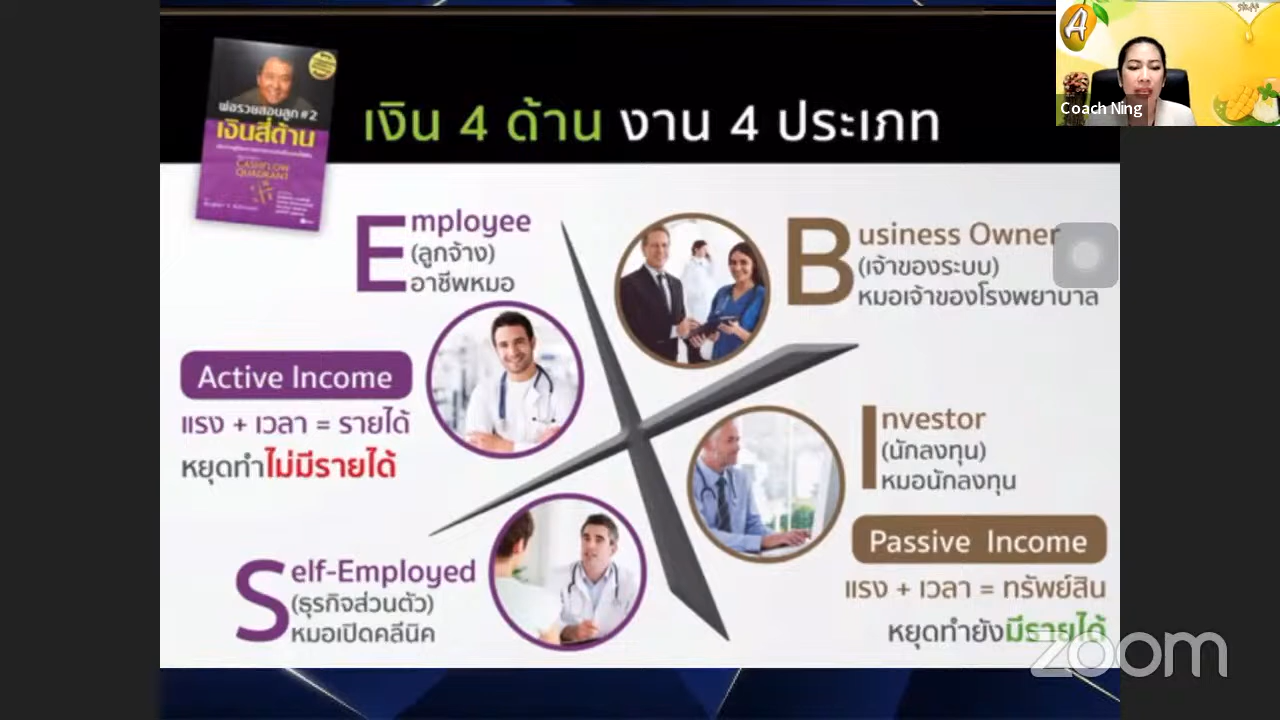 พ่อรวยสอนลูก #2
เงินสี่ด้าน
CASHFLOW
QUADRANT
เงิน 4 ด้าน งาน 4 ประเภท
A
Coach Ning
Employee
(ลูกจ้าง)
อาชีพหมอ
Business Owner
(เจ้าของระบบ)
หมอเจ้าของโรงพยาบาล
Active Income
แรง + เวลา = รายได้
หยุดทำไม่มีรายได้
Investor
(นักลงทุน)
หมอนักลงทุน
Self-Employed
(ธุรกิจส่วนตัว)
หมอเปิดคลีนิค
Passive Income
แรง + เวลา = ทรัพย์สิน
หยุดทำยังมีรายได้
zoom